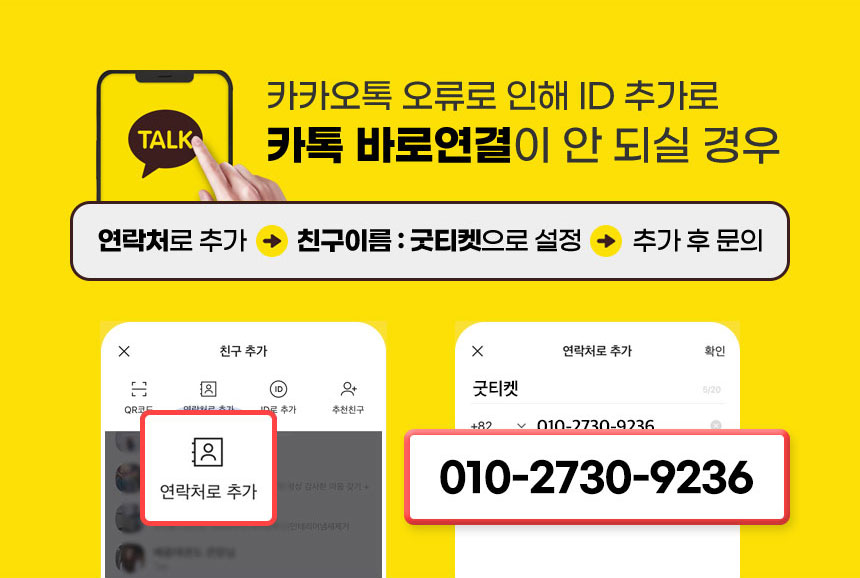 카카오톡 오류로 인해 ID 추가로
TALK
카톡 바로연결이 안 되실 경우
연락처로 추가 → 친구이름 : 굿티켓으로 설정 → 추가 후 문의
친구 추가
QR코드 연락처로 추가 ID로 추가 추천친구
연락처로 추가
연락처로 추가 확인
굿티켓 5/20
+82 010-2730-9236
010-2730-9236